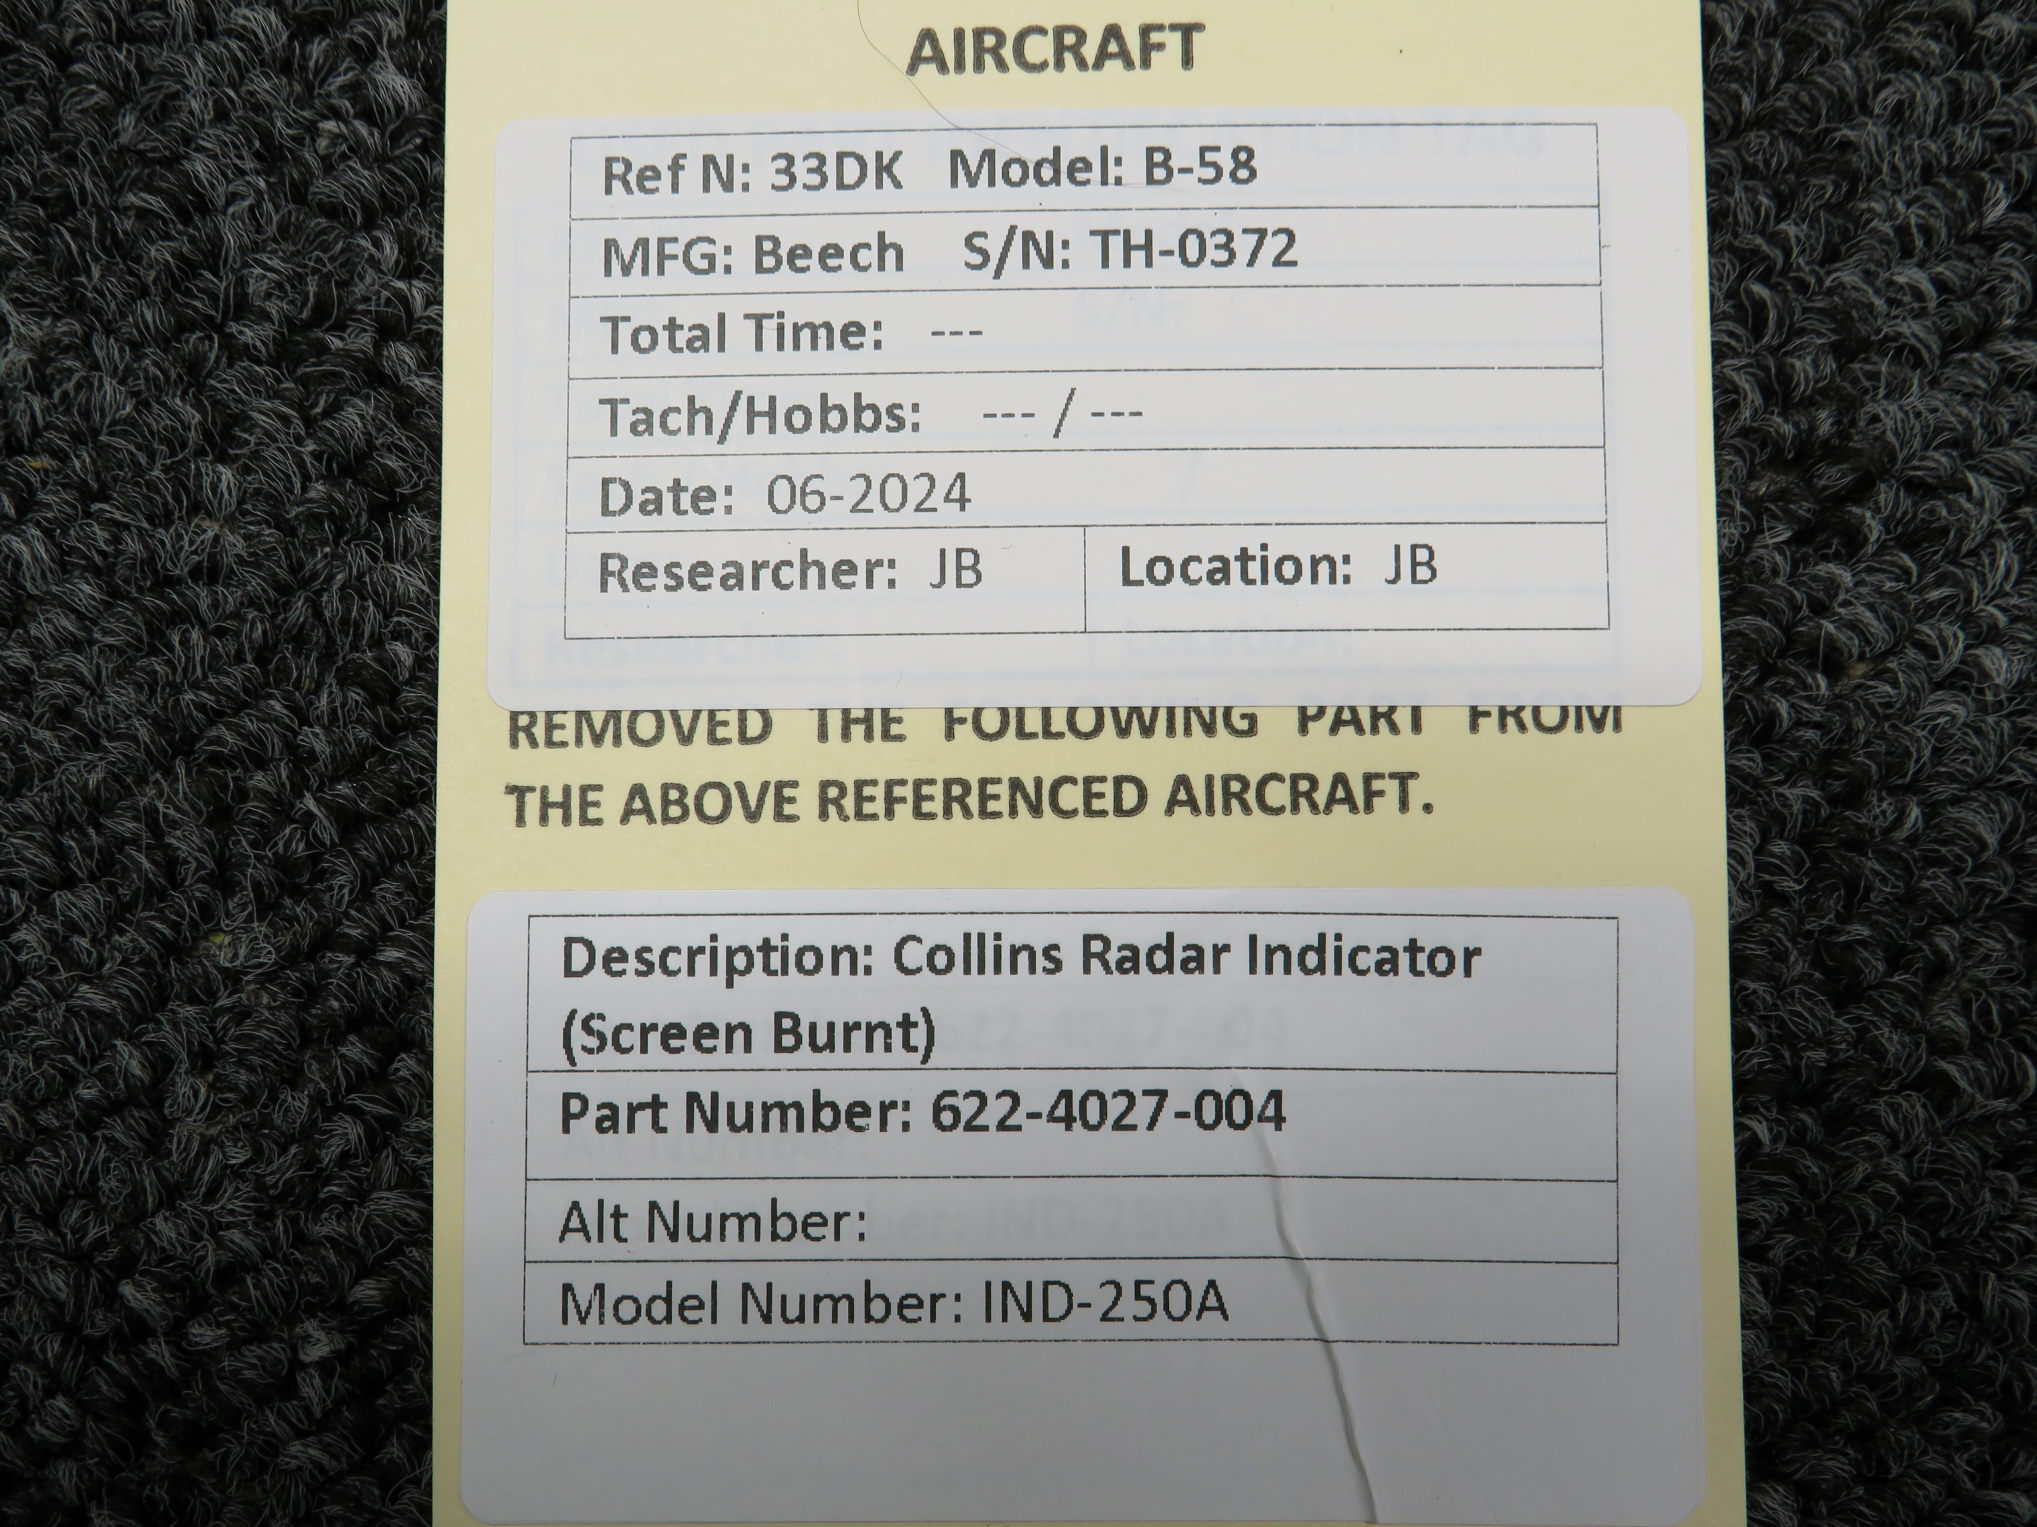 AIRCRAFT
Ref N: 33DK Model: B-58
MFG: Beech S/N: TH-0372
Total Time: ---
Tach/Hobbs: --- / ---
Date: 06-2024
Researcher: JB Location: JB
REMOVED THE FOLLOWING PART FROM
THE ABOVE REFERENCED AIRCRAFT.
Description: Collins Radar Indicator
(Screen Burnt)
Part Number: 622-4027-004
Alt Number:
Model Number: IND-250A